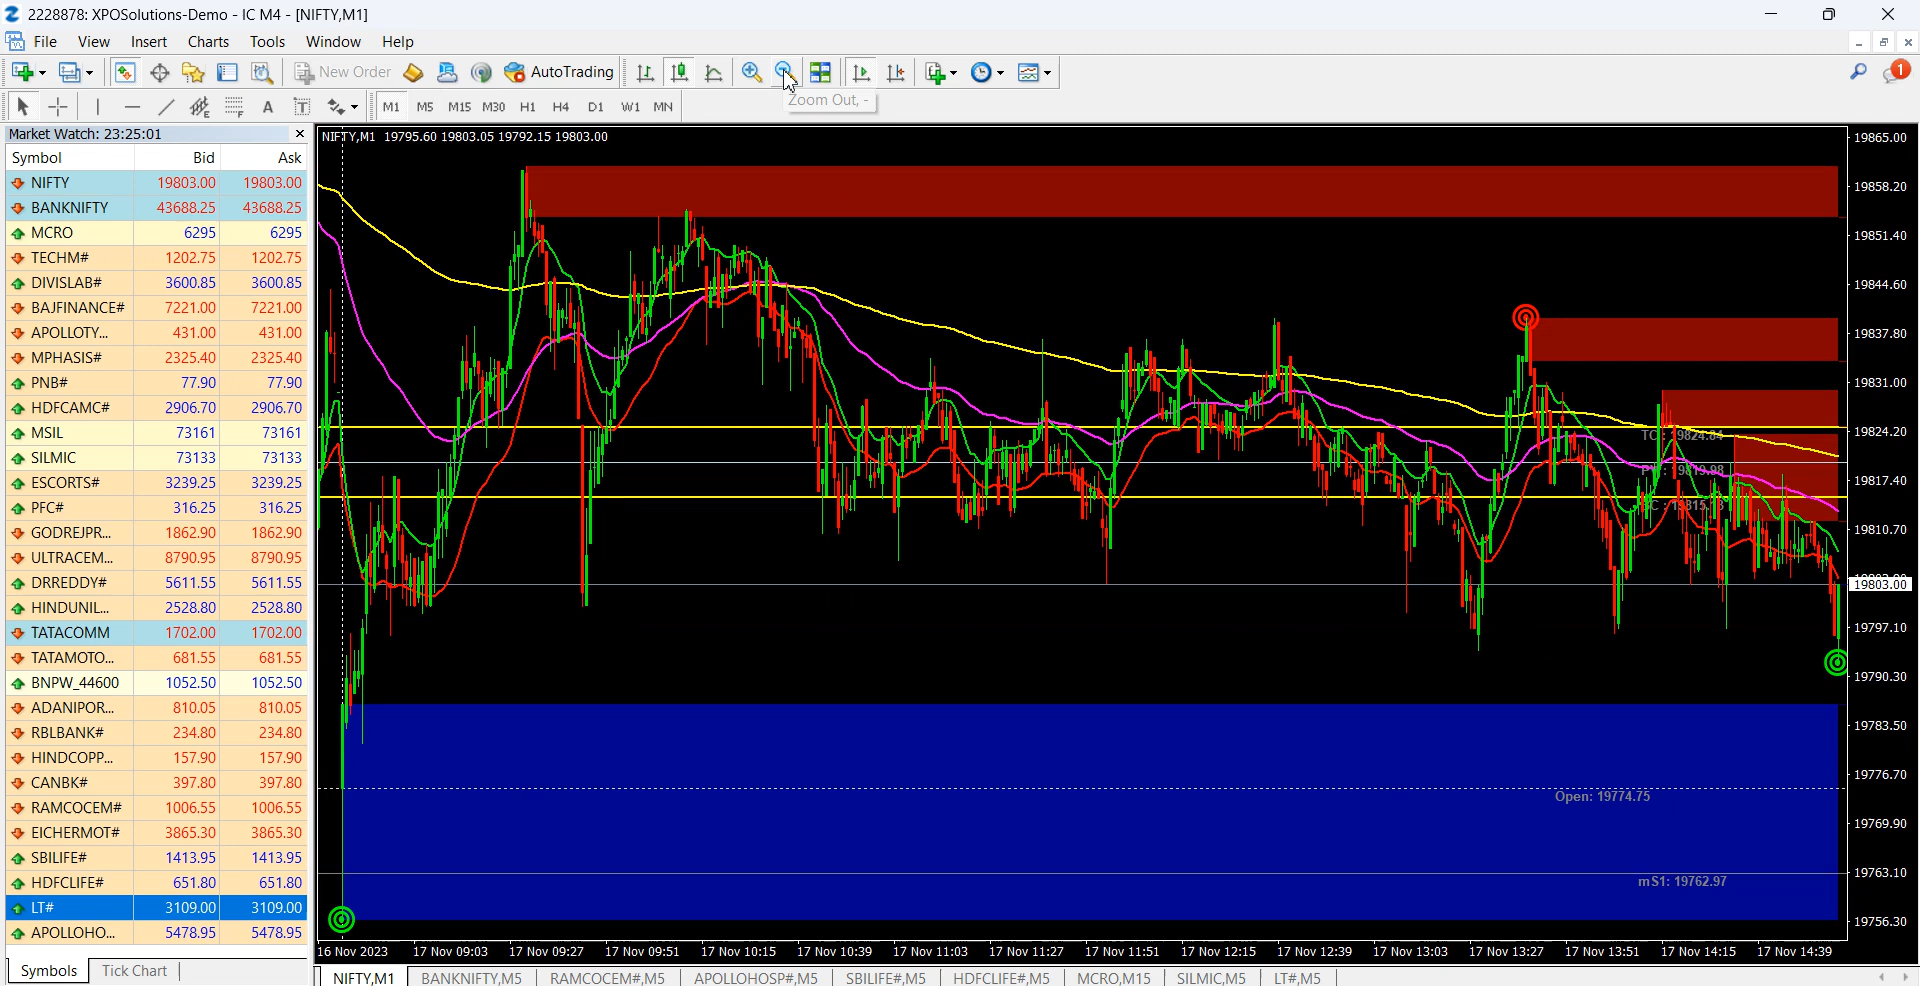 2228878: XPOSolutions-Demo - IC M4 - [NIFTY,M1]
File View Insert Charts Tools Window Help
New Order AutoTrading
Zoom Out, -
A T M1 M5 M15 M30 H1 H4 D1 W1 MN
1
Market Watch: 23:25:01
Symbol Bid Ask
NIFTY 19803.00 19803.00
BANKNIFTY 43688.25 43688.25
MCRO 6295 6295
TECHM# 1202.75 1202.75
DIVISLAB# 3600.85 3600.85
BAJFINANCE# 7221.00 7221.00
APOLLOTY... 431.00 431.00
MPHASIS# 2325.40 2325.40
PNB# 77.90 77.90
HDFCAMC# 2906.70 2906.70
MSIL 73161 73161
SILMIC 73133 73133
ESCORTS# 3239.25 3239.25
PFC# 316.25 316.25
GODREJPR... 1862.90 1862.90
ULTRACEM... 8790.95 8790.95
DRREDDY# 5611.55 5611.55
HINDUNIL... 2528.80 2528.80
TATACOMM 1702.00 1702.00
TATAMOTO... 681.55 681.55
BNPW_44600 1052.50 1052.50
ADANIPOR... 810.05 810.05
RBLBANK# 234.80 234.80
HINDCOPP... 157.90 157.90
CANBK# 397.80 397.80
RAMCOCEM# 1006.55 1006.55
EICHERMOT# 3865.30 3865.30
SBILIFE# 1413.95 1413.95
HDFCLIFE# 651.80 651.80
LT# 3109.00 3109.00
APOLLOHO... 5478.95 5478.95
Symbols Tick Chart
NIFTY,M1 19795.60 19803.05 19792.15 19803.00
19865.00
19858.20
19851.40
19844.60
19837.80
19831.00
19824.20
19817.40
19810.70
19803.00
19797.10
19790.30
19783.50
19776.70
19769.90
19763.10
19756.30
TC : 19824.84
19819.98
Open: 19774.75
mS1: 19762.97
16 Nov 2023 17 Nov 09:03 17 Nov 09:27 17 Nov 09:51 17 Nov 10:15 17 Nov 10:39 17 Nov 11:03 17 Nov 11:27 17 Nov 11:51 17 Nov 12:15 17 Nov 12:39 17 Nov 13:03 17 Nov 13:27 17 Nov 13:51 17 Nov 14:15 17 Nov 14:39
NIFTY,M1 BANKNIFTY,M5 RAMCOCEM#,M5 APOLLOHOSP#,M5 SBILIFE#,M5 HDFCLIFE#,M5 MCRO,M15 SILMIC,M5 LT#,M5